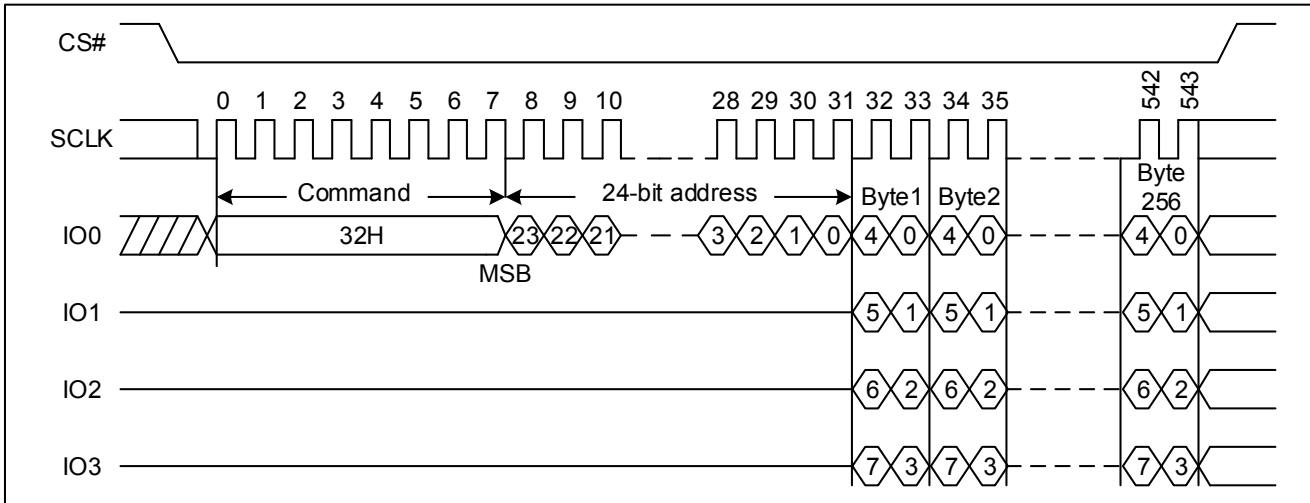 CS#
0 1 2 3 4 5 6 7 8 9 10 28 29 30 31 32 33 34 35 542 543
SCLK
Command 24-bit address Byte1 Byte2 Byte
256
IO0 32H 23 22 21 3 2 1 0 4 0 4 0 4 0
MSB
IO1 5 1 5 1 5 1
IO2 6 2 6 2 6 2
IO3 7 3 7 3 7 3